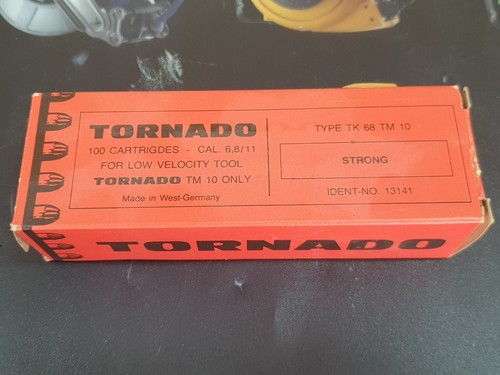 TORNADO
100 CARTRIGDES - CAL. 6,8/11
FOR LOW VELOCITY TOOL
TORNADO TM 10 ONLY
Made in West-Germany
TYPE TK 68 TM 10
STRONG
IDENT-NO. 13141
TORNADO